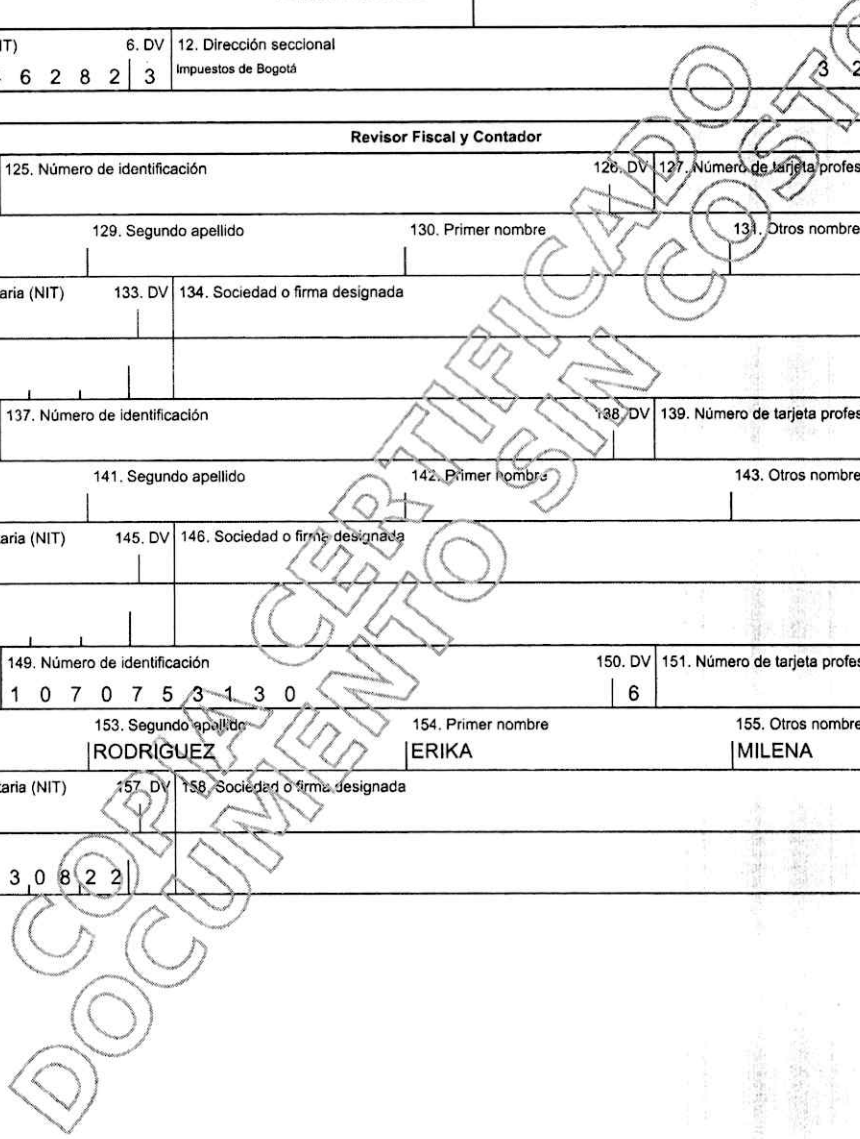 IT) 6. DV 12. Dirección seccional
4 6 2 8 2 3 Impuestos de Bogotá 3 2
Revisor Fiscal y Contador
125. Número de identificación 126. DV 127. Número de tarjeta profes
129. Segundo apellido 130. Primer nombre 131. Otros nombre
aria (NIT) 133. DV 134. Sociedad o firma designada
137. Número de identificación 138. DV 139. Número de tarjeta profes
141. Segundo apellido 142. Primer nombre 143. Otros nombre
aria (NIT) 145. DV 146. Sociedad o firma designada
149. Número de identificación 150. DV 151. Número de tarjeta profes
1 0 7 0 7 5 3 1 3 0 6
153. Segundo apellido 154. Primer nombre 155. Otros nombre
RODRIGUEZ ERIKA MILENA
taria (NIT) 157. DV 158. Sociedad o firma designada
3 0 8 2 2
COPIA CERTIFICADO
DOCUMENTO SIN COSTO